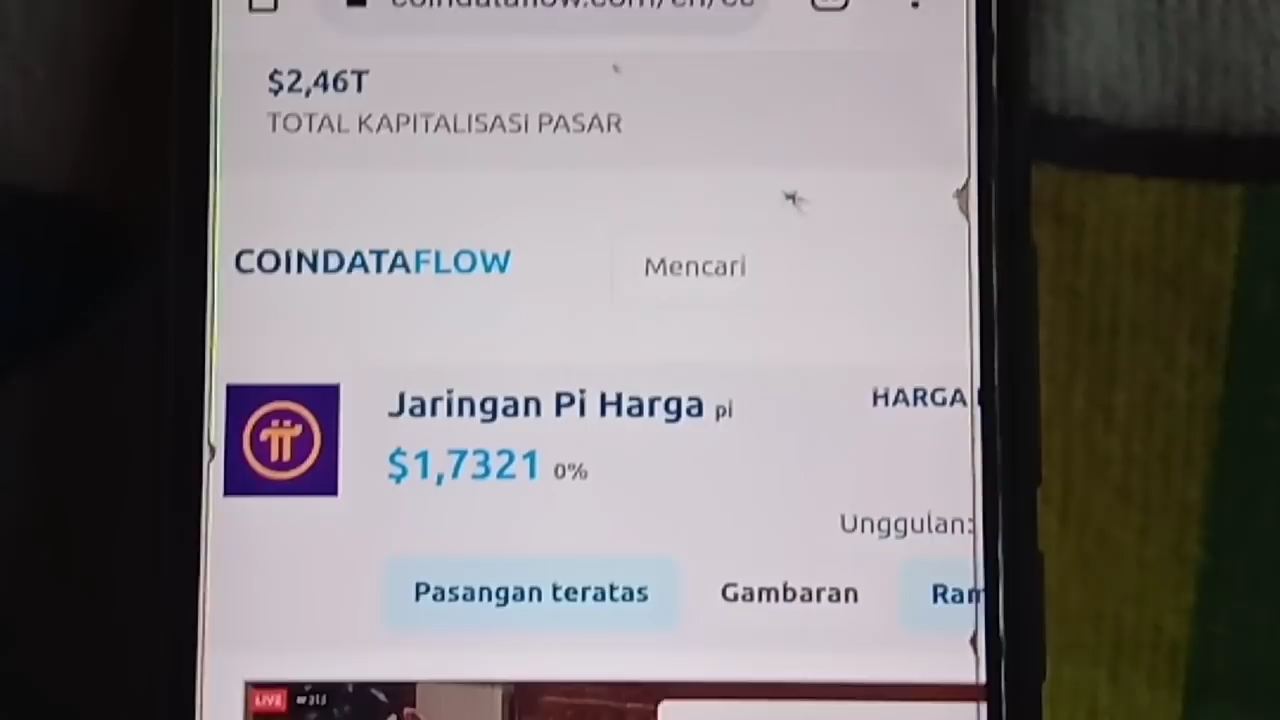 $2,46T
TOTAL KAPITALISASI PASAR
COINDATAFLOW
Mencari
Jaringan Pi Harga pi
HARGA
$1,7321 0%
Unggulan:
Pasangan teratas
Gambaran
LIVE